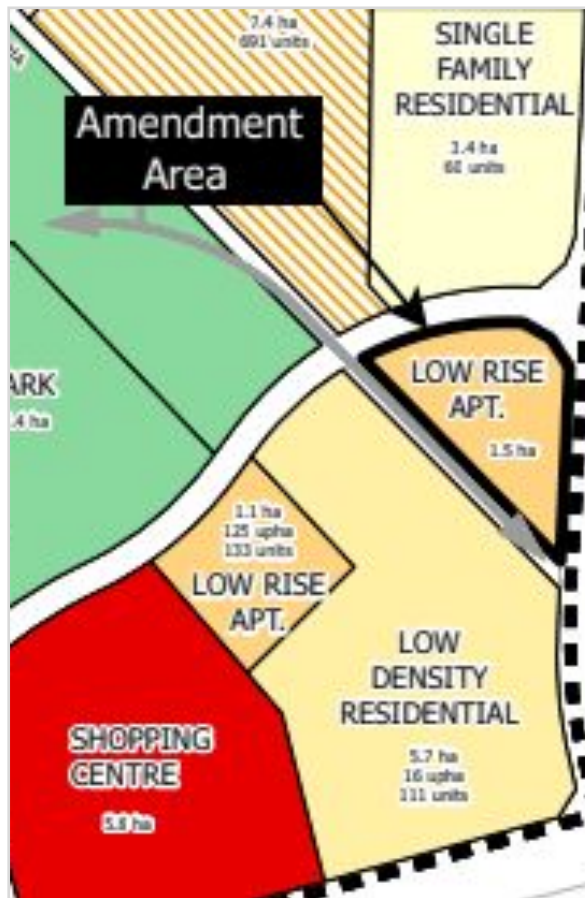 7.4 ha
691 units
SINGLE
FAMILY
RESIDENTIAL
3.4 ha
60 units
Amendment
Area
LOW RISE
APT.
1.5 ha
ARK
.4 ha
1.1 ha
125 upha
133 units
LOW RISE
APT.
LOW
DENSITY
RESIDENTIAL
5.7 ha
16 upha
111 units
SHOPPING
CENTRE
5.8 ha